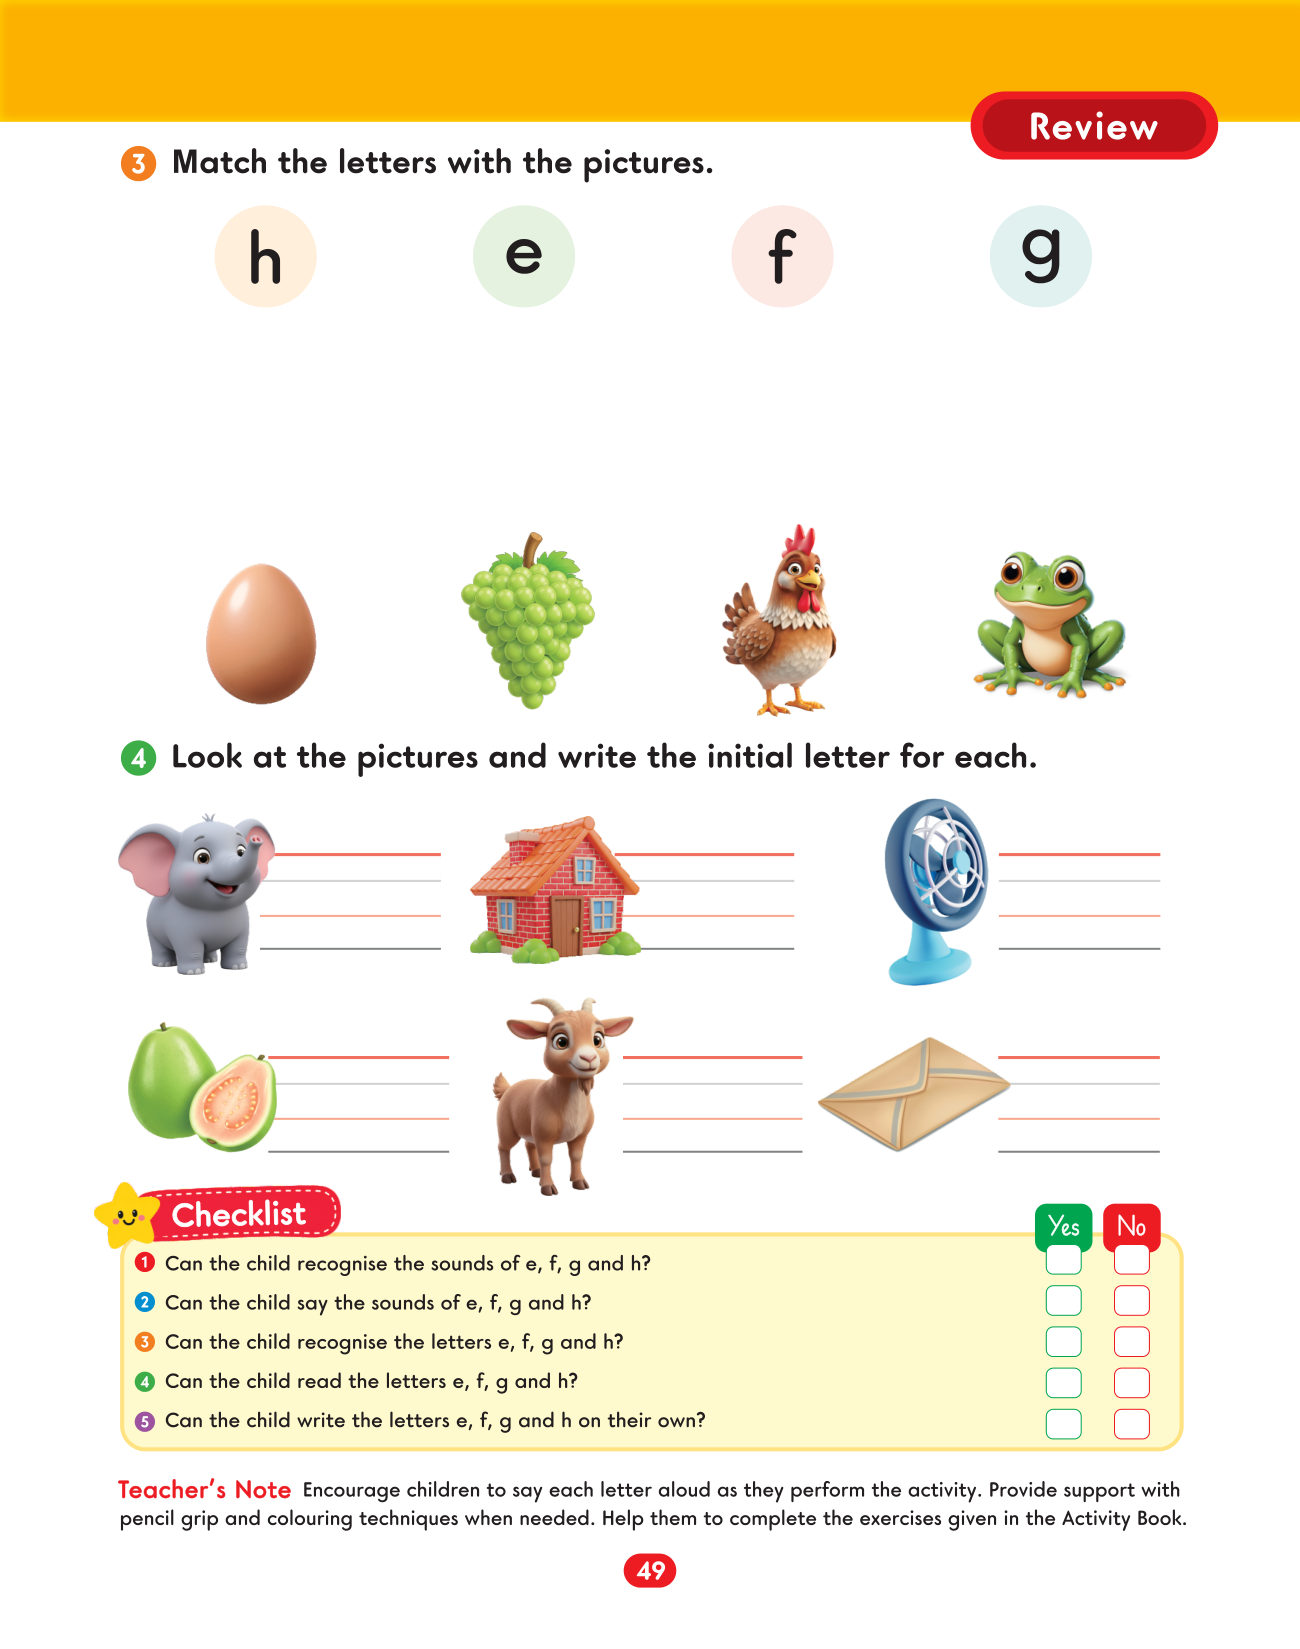 Review
3 Match the letters with the pictures.
h e f g
4 Look at the pictures and write the initial letter for each.
Checklist
Yes No
1 Can the child recognise the sounds of e, f, g and h?
2 Can the child say the sounds of e, f, g and h?
3 Can the child recognise the letters e, f, g and h?
4 Can the child read the letters e, f, g and h?
5 Can the child write the letters e, f, g and h on their own?
Teacher's Note Encourage children to say each letter aloud as they perform the activity. Provide support with
pencil grip and colouring techniques when needed. Help them to complete the exercises given in the Activity Book.
49